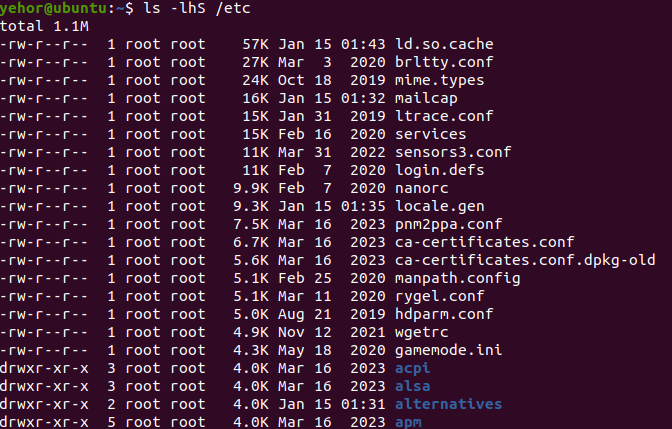 yehor@ubuntu:~$ ls -lhS /etc
total 1.1M
-rw-r--r-- 1 root root 57K Jan 15 01:43 ld.so.cache
-rw-r--r-- 1 root root 27K Mar 3 2020 brltty.conf
-rw-r--r-- 1 root root 24K Oct 18 2019 mime.types
-rw-r--r-- 1 root root 16K Jan 15 01:32 mailcap
-rw-r--r-- 1 root root 15K Jan 31 2019 ltrace.conf
-rw-r--r-- 1 root root 15K Feb 16 2020 services
-rw-r--r-- 1 root root 11K Mar 31 2022 sensors3.conf
-rw-r--r-- 1 root root 11K Feb 7 2020 login.defs
-rw-r--r-- 1 root root 9.9K Feb 7 2020 nanorc
-rw-r--r-- 1 root root 9.3K Jan 15 01:35 locale.gen
-rw-r--r-- 1 root root 7.5K Mar 16 2023 pnm2ppa.conf
-rw-r--r-- 1 root root 6.7K Mar 16 2023 ca-certificates.conf
-rw-r--r-- 1 root root 5.6K Mar 16 2023 ca-certificates.conf.dpkg-old
-rw-r--r-- 1 root root 5.1K Feb 25 2020 manpath.config
-rw-r--r-- 1 root root 5.1K Mar 11 2020 rygel.conf
-rw-r--r-- 1 root root 5.0K Aug 21 2019 hdparm.conf
-rw-r--r-- 1 root root 4.9K Nov 12 2021 wgetrc
-rw-r--r-- 1 root root 4.3K May 18 2020 gamemode.ini
drwxr-xr-x 3 root root 4.0K Mar 16 2023 acpi
drwxr-xr-x 3 root root 4.0K Mar 16 2023 alsa
drwxr-xr-x 2 root root 4.0K Jan 15 01:31 alternatives
drwxr-xr-x 5 root root 4.0K Mar 16 2023 apm